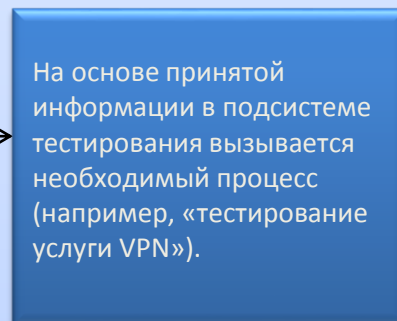 На основе принятой
информации в подсистеме
тестирования вызывается
необходимый процесс
(например, «тестирование
услуги VPN»).